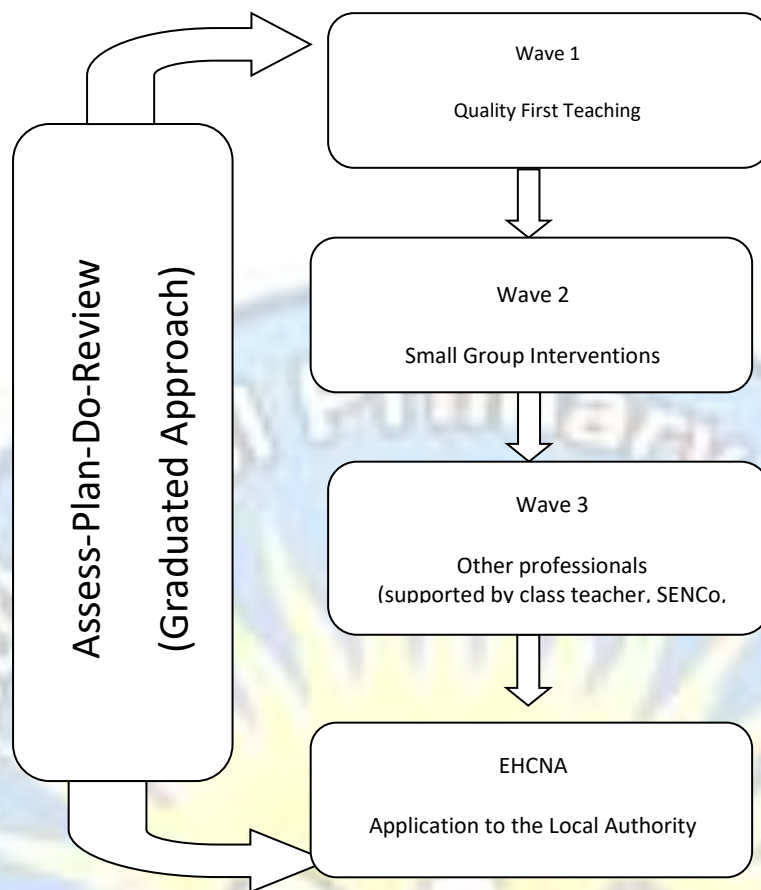 Assess-Plan-Do-Review
(Graduated Approach)
Wave 1
Quality First Teaching
Wave 2
Small Group Interventions
Wave 3
Other professionals
(supported by class teacher, SENCo,
EHCNA
Application to the Local Authority